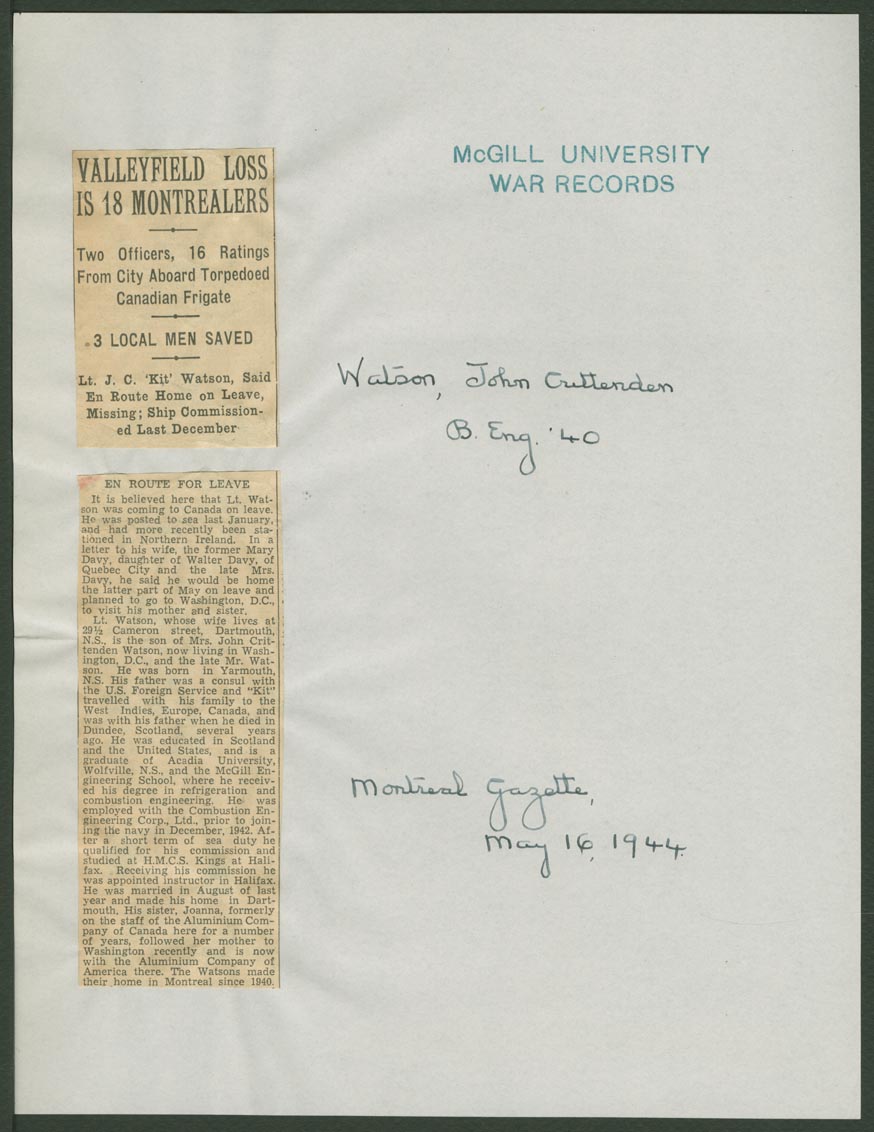 McGILL UNIVERSITY
WAR RECORDS
VALLEYFIELD LOSS
IS 18 MONTREALERS
Two Officers, 16 Ratings
From City Aboard Torpedoed
Canadian Frigate
3 LOCAL MEN SAVED
Lt. J. C. 'Kit' Watson, Said
En Route Home on Leave,
Missing; Ship Commission-
ed Last December
Watson, John Cruttenden
B. Eng. '40
EN ROUTE FOR LEAVE
It is believed here that Lt. Wat-
son was coming to Canada on leave.
He was posted to sea last January,
and had more recently been sta-
tioned in Northern Ireland. In a
letter to his wife, the former Mary
Davy, daughter of Walter Davy, of
Quebec City and the late Mrs.
Davy, he said he would be home
the latter part of May on leave and
planned to go to Washington, D.C.,
to visit his mother and sister.
Lt. Watson, whose wife lives at
29½ Cameron street, Dartmouth,
N.S., is the son of Mrs. John Crit-
tenden Watson, now living in Wash-
ington, D.C., and the late Mr. Wat-
son. He was born in Yarmouth,
N.S. His father was a consul with
the U.S. Foreign Service and "Kit"
travelled with his family to the
West Indies, Europe, Canada, and
was with his father when he died in
Dundee, Scotland, several years
ago. He was educated in Scotland
and the United States, and is a
graduate of Acadia University,
Wolfville, N.S., and the McGill En-
gineering School, where he receiv-
ed his degree in refrigeration and
combustion engineering. He was
employed with the Combustion En-
gineering Corp., Ltd., prior to join-
ing the navy in December, 1942. Af-
ter a short term of sea duty he
qualified for his commission and
studied at H.M.C.S. Kings at Hali-
fax. Receiving his commission he
was appointed instructor in Halifax.
He was married in August of last
year and made his home in Dart-
mouth. His sister, Joanna, formerly
on the staff of the Aluminium Com-
pany of Canada here for a number
of years, followed her mother to
Washington recently and is now
with the Aluminium Company of
America there. The Watsons made
their home in Montreal since 1940.
Montreal Gazette,
May 16, 1944.